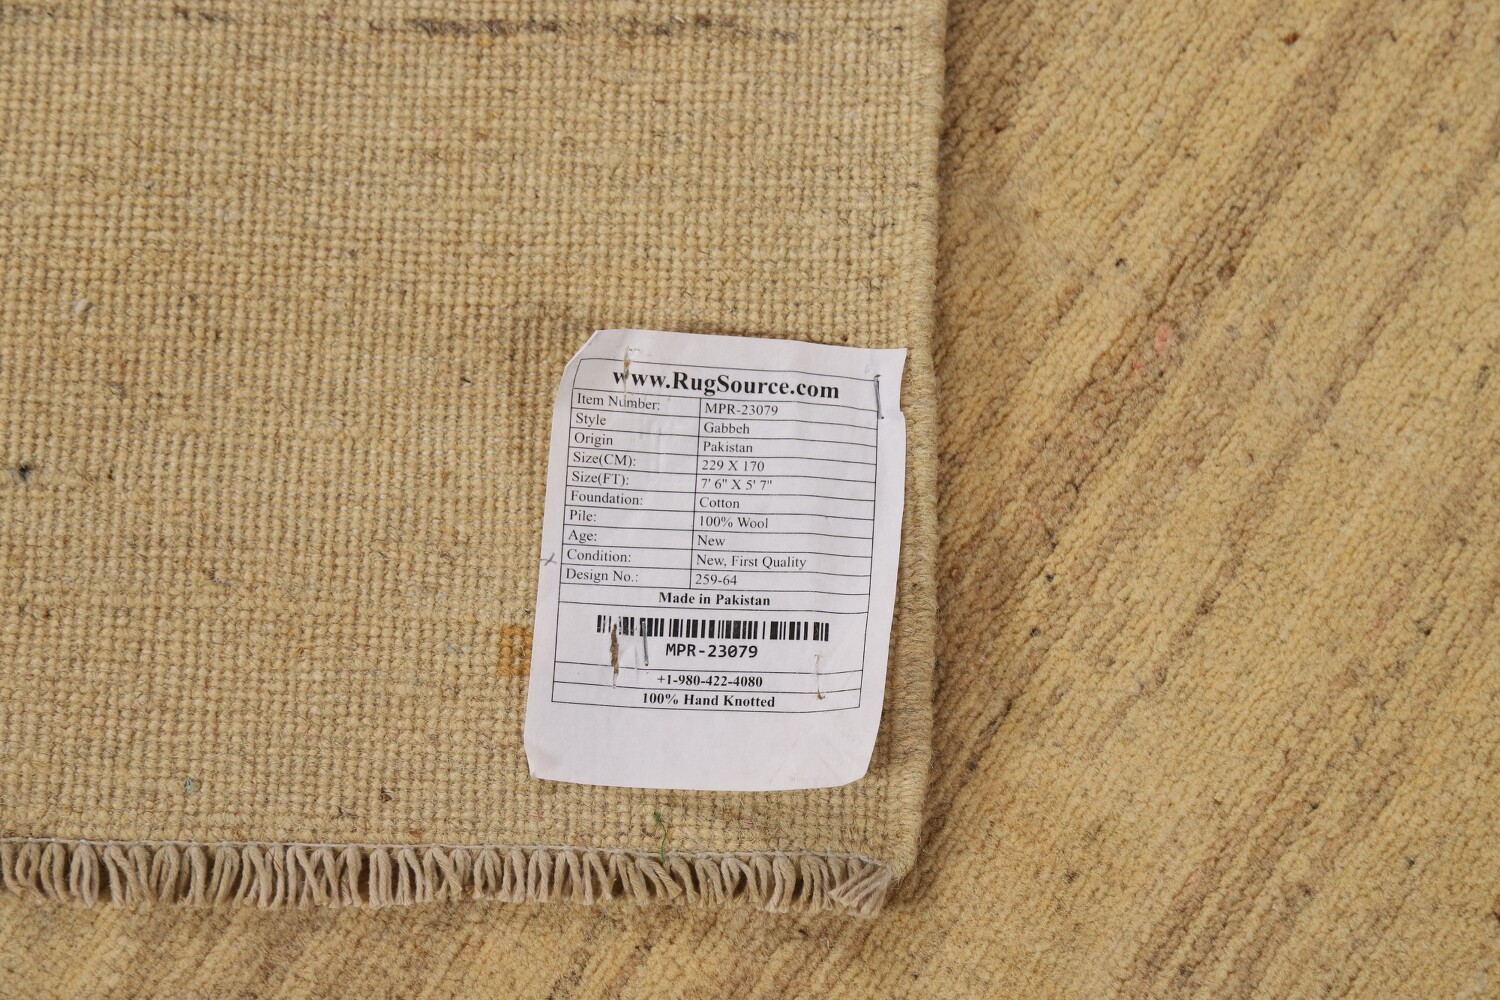 www.RugSource.com
Item Number: MPR-23079
Style Gabbeh
Origin Pakistan
Size(CM): 229 X 170
Size(FT): 7' 6" X 5' 7"
Foundation: Cotton
Pile: 100% Wool
Age: New
Condition: New, First Quality
Design No.: 259-64
Made in Pakistan
MPR-23079
+1-980-422-4080
100% Hand Knotted